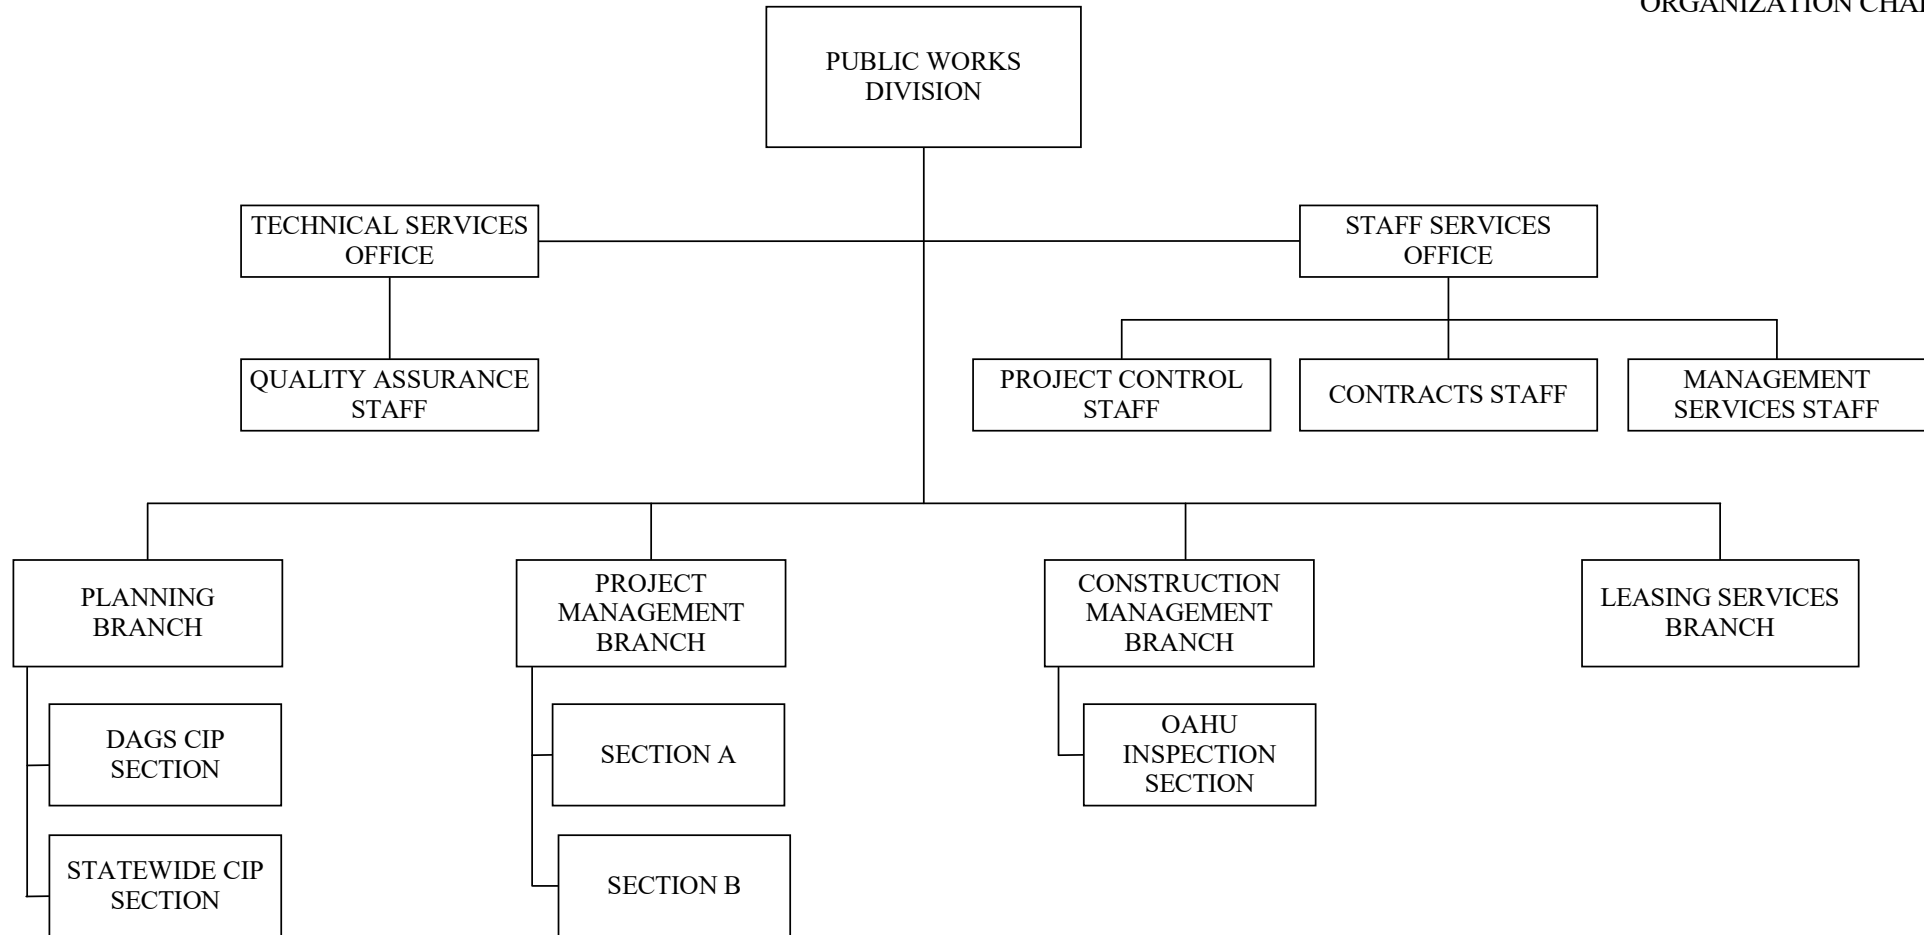 ORGANIZATION
PUBLIC WORKS
DIVISION
TECHNICAL SERVICES
OFFICE
STAFF SERVICES
OFFICE
QUALITY ASSURANCE
STAFF
PROJECT CONTROL
STAFF
CONTRACTS STAFF
MANAGEMENT
SERVICES STAFF
PLANNING
BRANCH
PROJECT
MANAGEMENT
BRANCH
CONSTRUCTION
MANAGEMENT
BRANCH
LEASING SERVICES
BRANCH
DAGS CIP
SECTION
SECTION A
OAHU
INSPECTION
SECTION
STATEWIDE CIP
SECTION
SECTION B